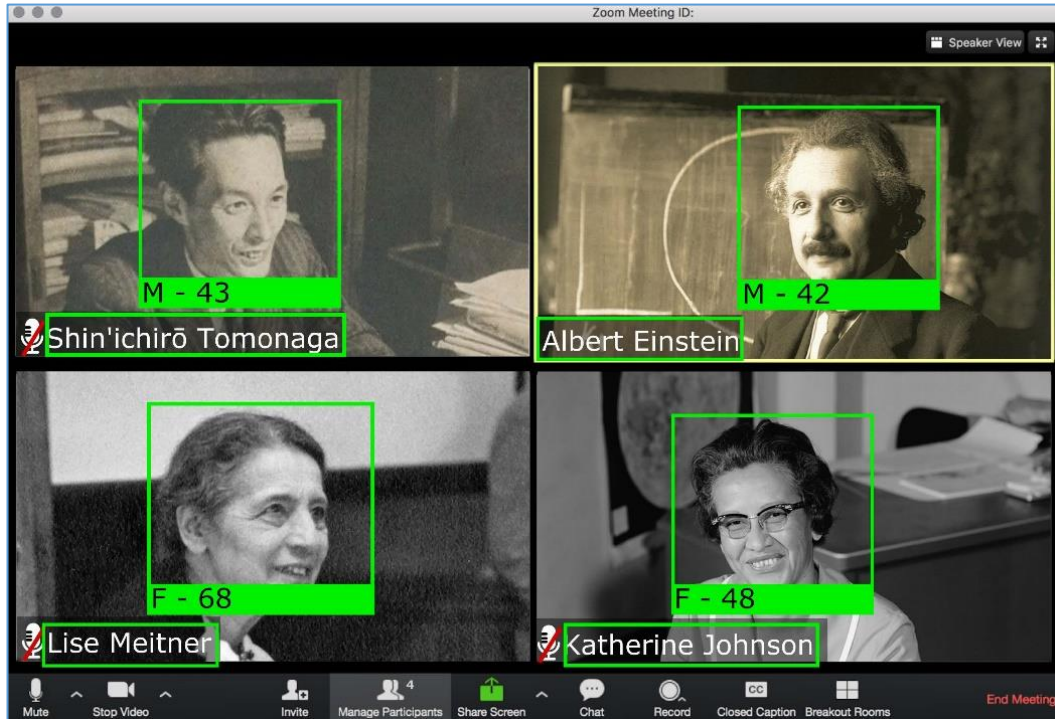 Zoom Meeting ID:
Speaker View
M - 43
M - 42
Shin'ichirō Tomonaga
Albert Einstein
F - 68
F - 48
Lise Meitner
Katherine Johnson
4
CC
Mute
Stop Video
Invite
Manage Participants
Share Screen
Chat
Record
Closed Caption
Breakout Rooms
End Meeting